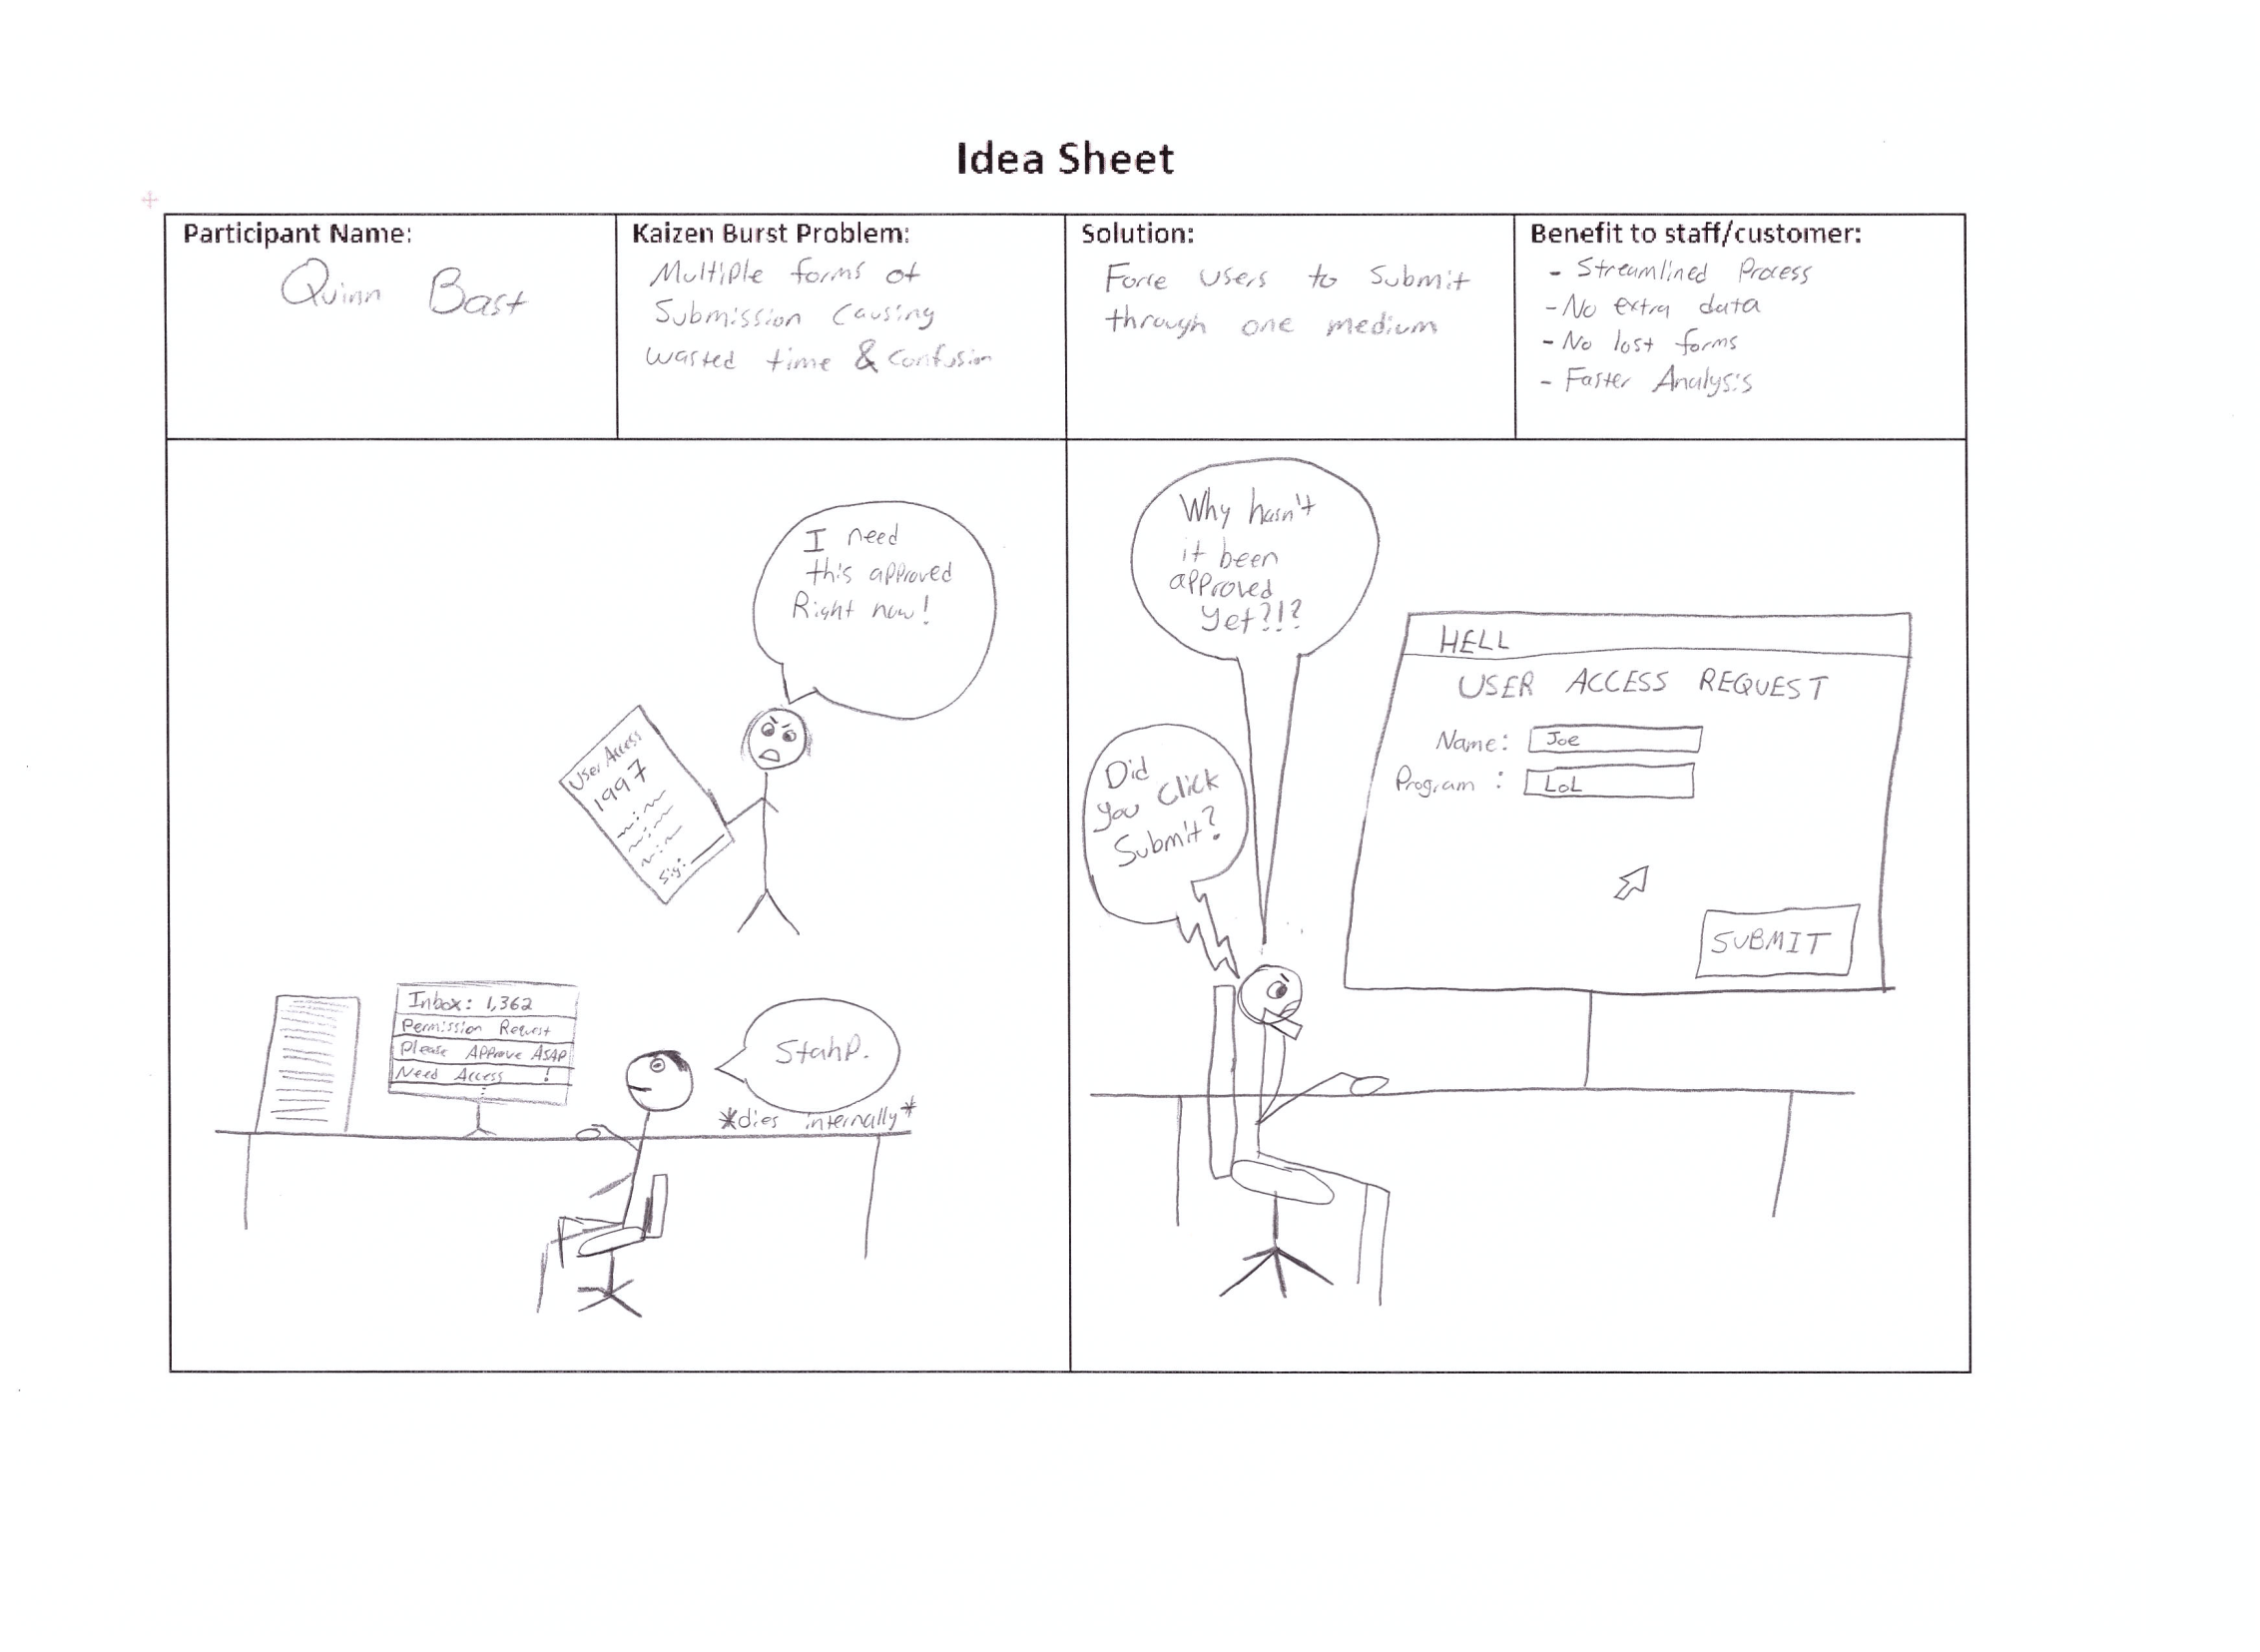 Idea Sheet
Participant Name:
Quinn Bast
Kaizen Burst Problem:
Multiple forms of
Submission Causing
Wasted time & Confusion
Solution:
Force Users to Submit
through one medium
Benefit to staff/customer:
- Streamlined Process
- No extra data
- No lost forms
- Faster Analysis
I need
this approved
Right now!
User Access
1997
Sig:
Inbox: 1,362
Permission Request
Please Approve ASAP
Need Access !
Stahp.
*dies internally*
Why hasn't
it been
approved
yet?!?
Did
you Click
Submit?
HELL
USER ACCESS REQUEST
Name: Joe
Program : LoL
SUBMIT